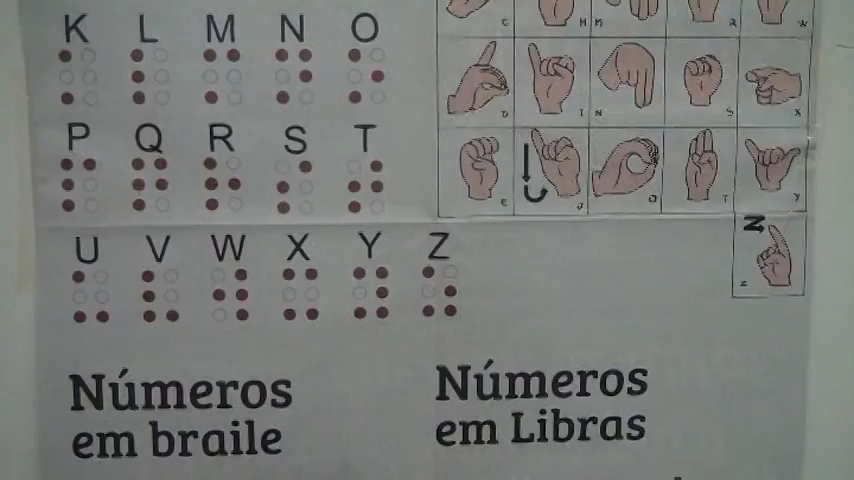 K L M N O
P Q R S T
U V W X Y Z
C H M R W
D I N S X
E J O T Y
Z
Z
Números
em braile
Números
em Libras